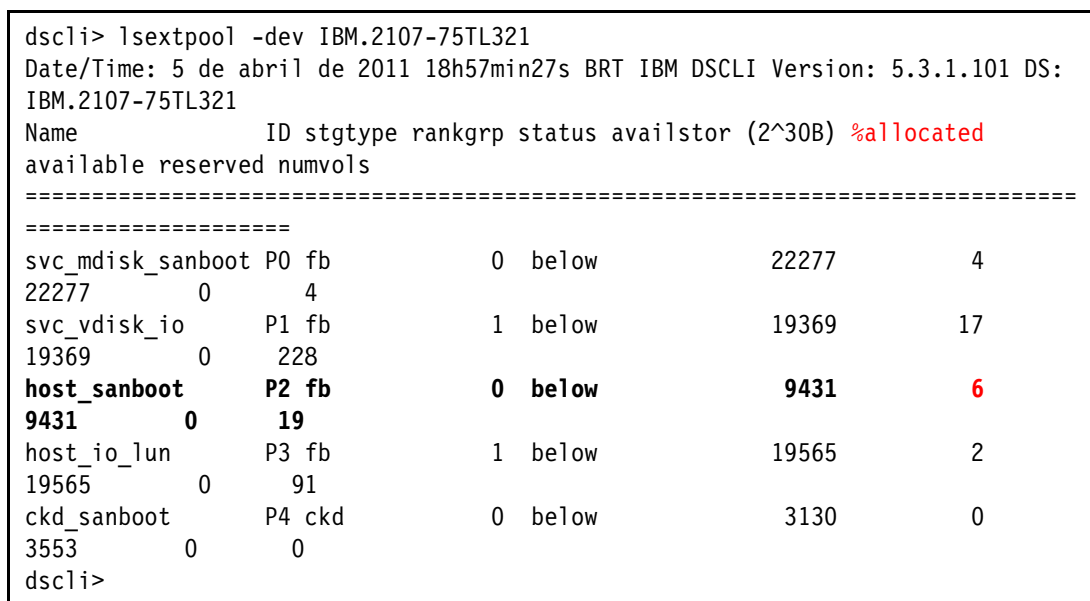 dscli> lsextpool -dev IBM.2107-75TL321
Date/Time: 5 de abril de 2011 18h57min27s BRT IBM DSCLI Version: 5.3.1.101 DS:
IBM.2107-75TL321
Name ID stgtype rankgrp status availstor (2^30B) %allocated
available reserved numvols
================================================================================
====================
svc_mdisk_sanboot P0 fb 0 below 22277 4
22277 0 4
svc_vdisk_io P1 fb 1 below 19369 17
19369 0 228
host_sanboot P2 fb 0 below 9431 6
9431 0 19
host_io_lun P3 fb 1 below 19565 2
19565 0 91
ckd_sanboot P4 ckd 0 below 3130 0
3553 0 0
dscli>